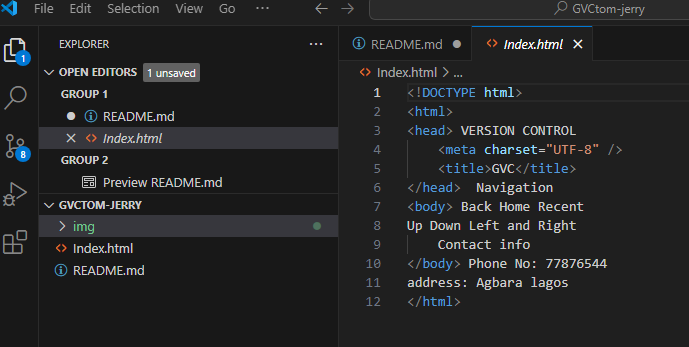 File Edit Selection
GVCtom-jerry
EXPLORER
OPEN EDITORS 1 unsaved
GROUP 1
README.md
Index.html
GROUP 2
Preview README.md
GVCTOM-JERRY
img
Index.html
README.md
1
8
README.md
Index.html
Index.html > ...
1 <!DOCTYPE html>
2 <html>
3 <head> VERSION CONTROL
4 <meta charset="UTF-8" />
5 <title>GVC</title>
6 </head>  Navigation
7 <body> Back Home Recent
8 Up Down Left and Right
9 Contact info
10 </body> Phone No: 77876544
11 address: Agbara lagos
12 </html>